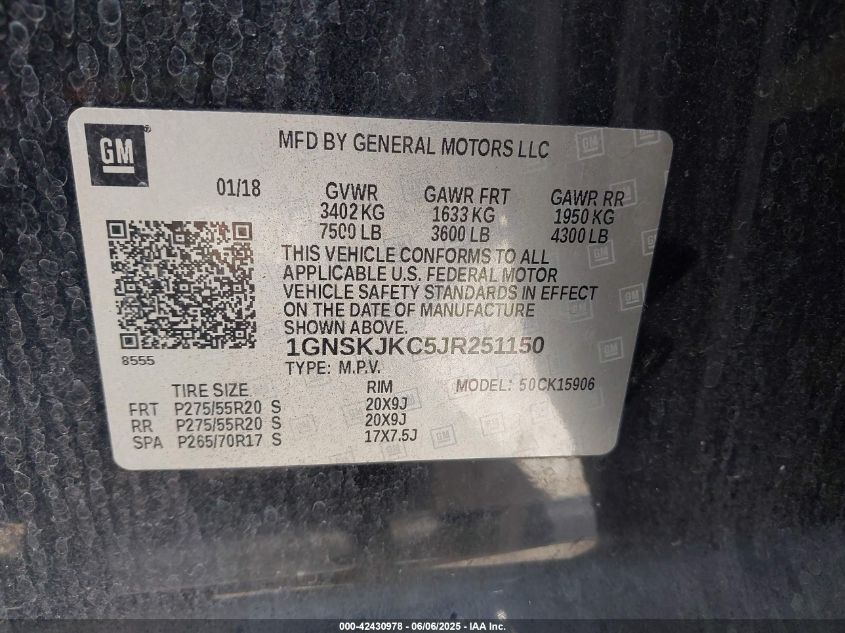 GM
MFD BY GENERAL MOTORS LLC
01/18 GVWR GAWR FRT GAWR RR
3402 KG 1633 KG 1950 KG
7500 LB 3600 LB 4300 LB
THIS VEHICLE CONFORMS TO ALL
APPLICABLE U.S. FEDERAL MOTOR
VEHICLE SAFETY STANDARDS IN EFFECT
ON THE DATE OF MANUFACTURE
SHOWN ABOVE.
8555
1GNSKJKC5JR251150
TYPE: M.P.V.
MODEL: 50CK15906
TIRE SIZE RIM
FRT P275/55R20 S 20X9J
RR P275/55R20 S 20X9J
SPA P265/70R17 S 17X7.5J
000-42430978 - 06/06/2025 - IAA Inc.